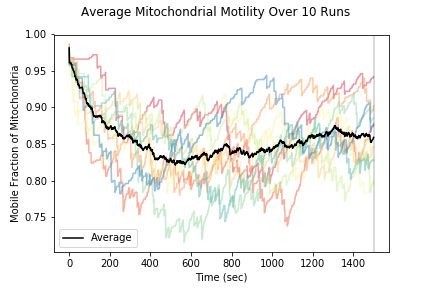 Average Mitochondrial Motility Over 10 Runs
1.00
0.95
0.90
0.85
0.80
0.75
Mobile Fraction of Mitochondria
Average
0 200 400 600 800 1000 1200 1400
Time (sec)